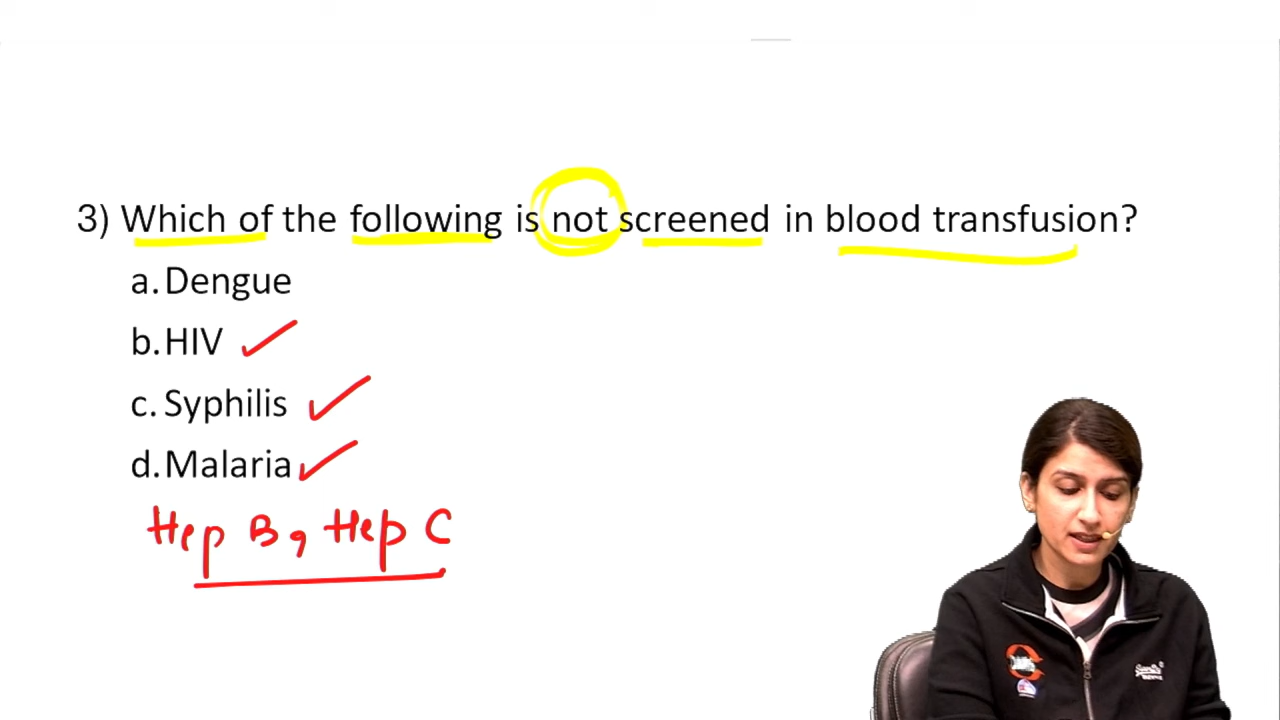 3) Which of the following is not screened in blood transfusion?
a. Dengue
b. HIV
c. Syphilis
d. Malaria
Hep B, Hep C